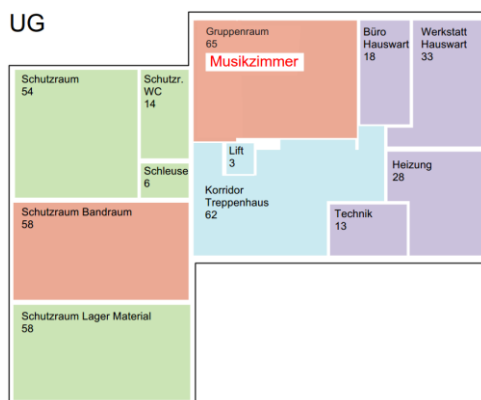 UG
Gruppenraum
65
Musikzimmer
Büro
Hauswart
18
Werkstatt
Hauswart
33
Schutzraum
54
Schutzr.
WC
14
Schleuse
6
Lift
3
Korridor
Treppenhaus
62
Heizung
28
Technik
13
Schutzraum Bandraum
58
Schutzraum Lager Material
58